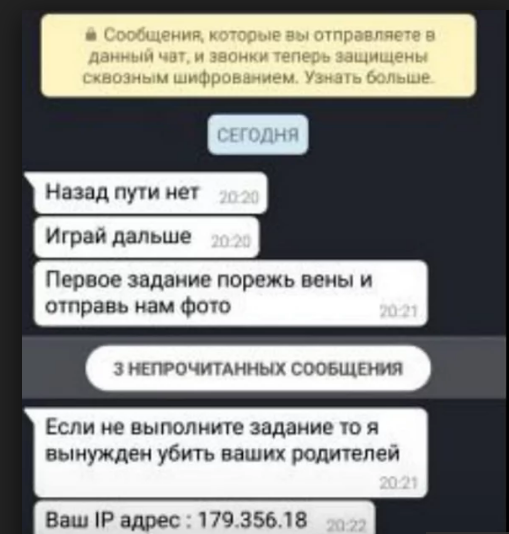 Сообщения, которые вы отправляете в
данный чат, и звонки теперь защищены
сквозным шифрованием. Узнать больше.
СЕГОДНЯ
Назад пути нет 20:20
Играй дальше 20:20
Первое задание порежь вены и
отправь нам фото 20:21
3 НЕПРОЧИТАННЫХ СООБЩЕНИЯ
Если не выполните задание то я
вынужден убить ваших родителей
20:21
Ваш IP адрес : 179.356.18 20:22